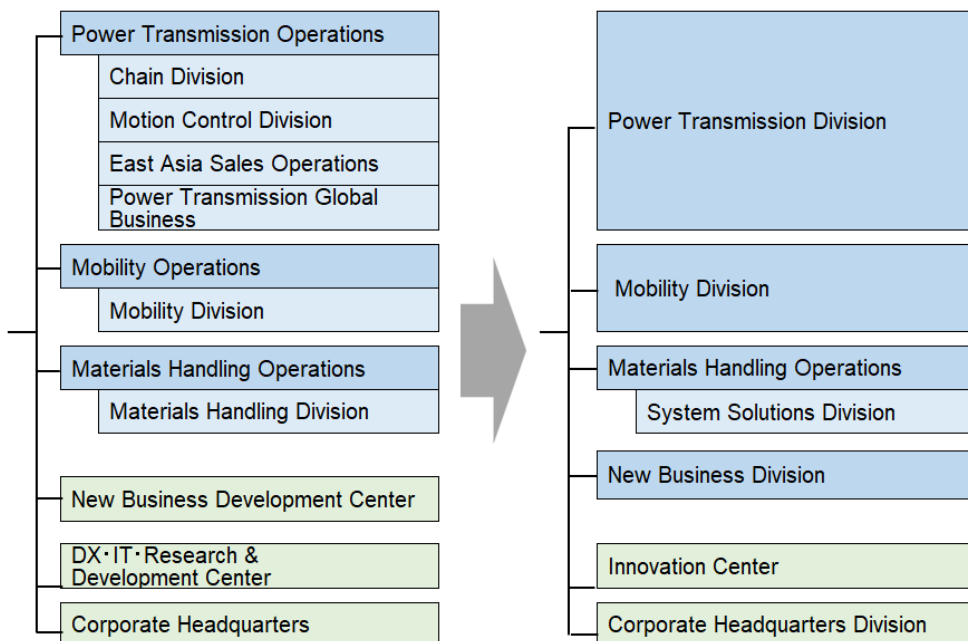 Power Transmission Operations
Chain Division
Motion Control Division
East Asia Sales Operations
Power Transmission Global
Business
Mobility Operations
Mobility Division
Materials Handling Operations
Materials Handling Division
New Business Development Center
DX・IT・Research &
Development Center
Corporate Headquarters
Power Transmission Division
Mobility Division
Materials Handling Operations
System Solutions Division
New Business Division
Innovation Center
Corporate Headquarters Division